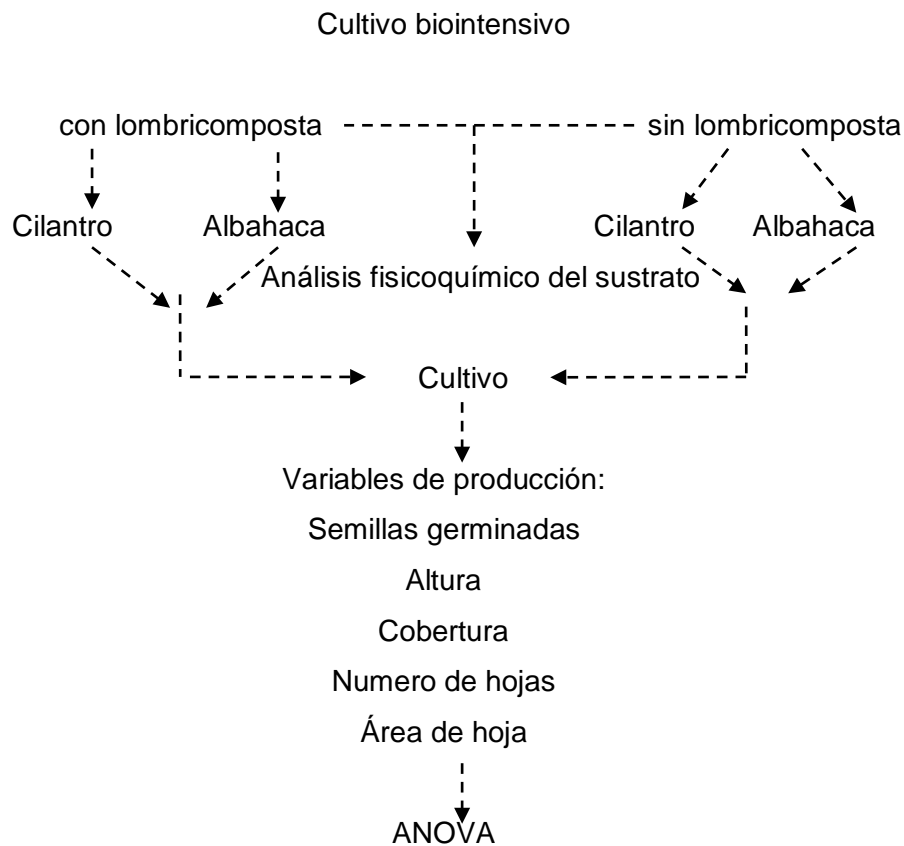 Cultivo biointensivo
con lombricomposta sin lombricomposta
Cilantro Albahaca Cilantro Albahaca
Análisis fisicoquímico del sustrato
Cultivo
Variables de producción:
Semillas germinadas
Altura
Cobertura
Numero de hojas
Área de hoja
ANOVA